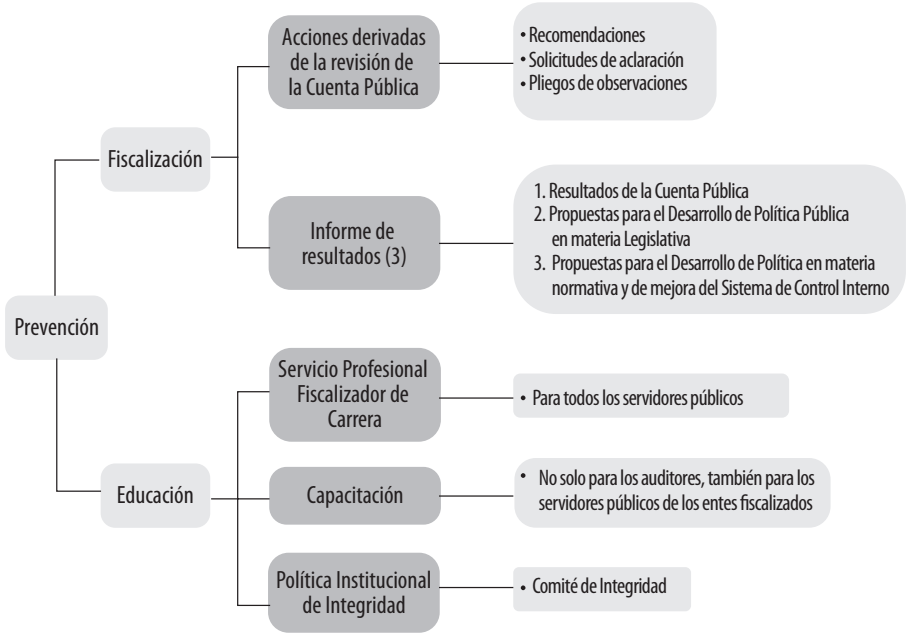 Prevención
Fiscalización
Acciones derivadas
de la revisión de
la Cuenta Pública
• Recomendaciones
• Solicitudes de aclaración
• Pliegos de observaciones
Informe de
resultados (3)
1. Resultados de la Cuenta Pública
2. Propuestas para el Desarrollo de Política Pública
en materia Legislativa
3. Propuestas para el Desarrollo de Política en materia
normativa y de mejora del Sistema de Control Interno
Educación
Servicio Profesional
Fiscalizador de
Carrera
• Para todos los servidores públicos
Capacitación
• No solo para los auditores, también para los
servidores públicos de los entes fiscalizados
Política Institucional
de Integridad
• Comité de Integridad